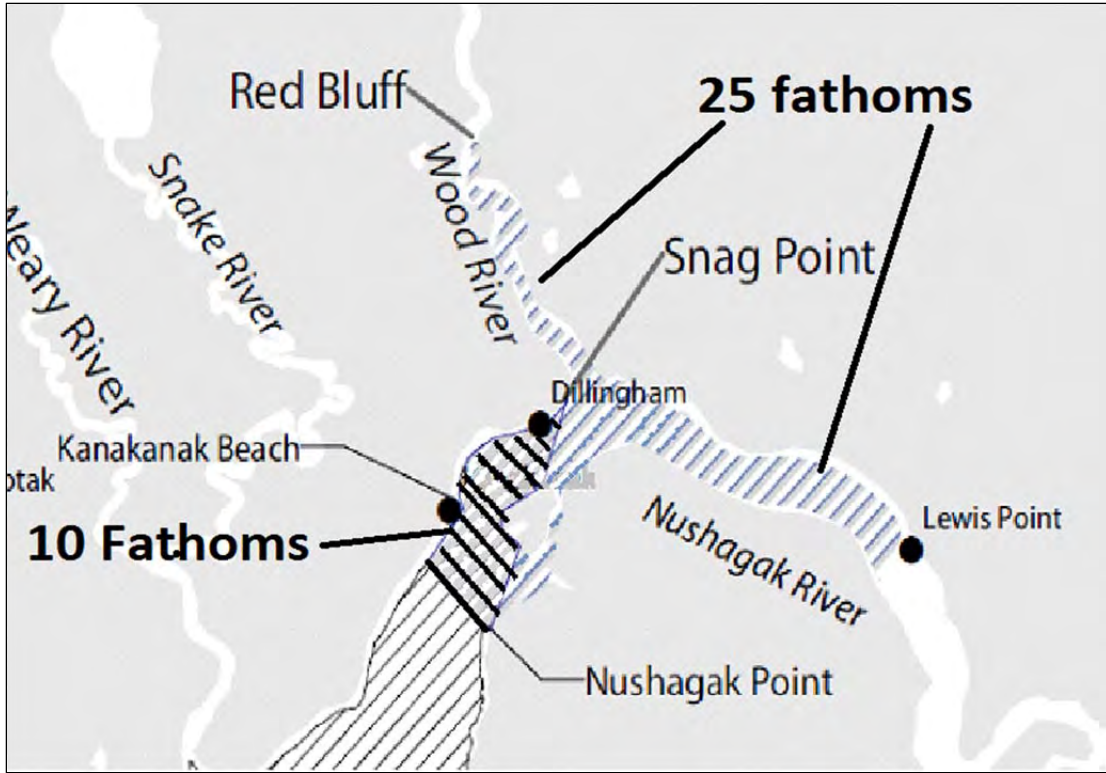 Red Bluff
25 fathoms
Snake River
Wood River
Neary River
Snag Point
Dillingham
Kanakanak Beach
10 Fathoms
Nushagak River
Lewis Point
Nushagak Point